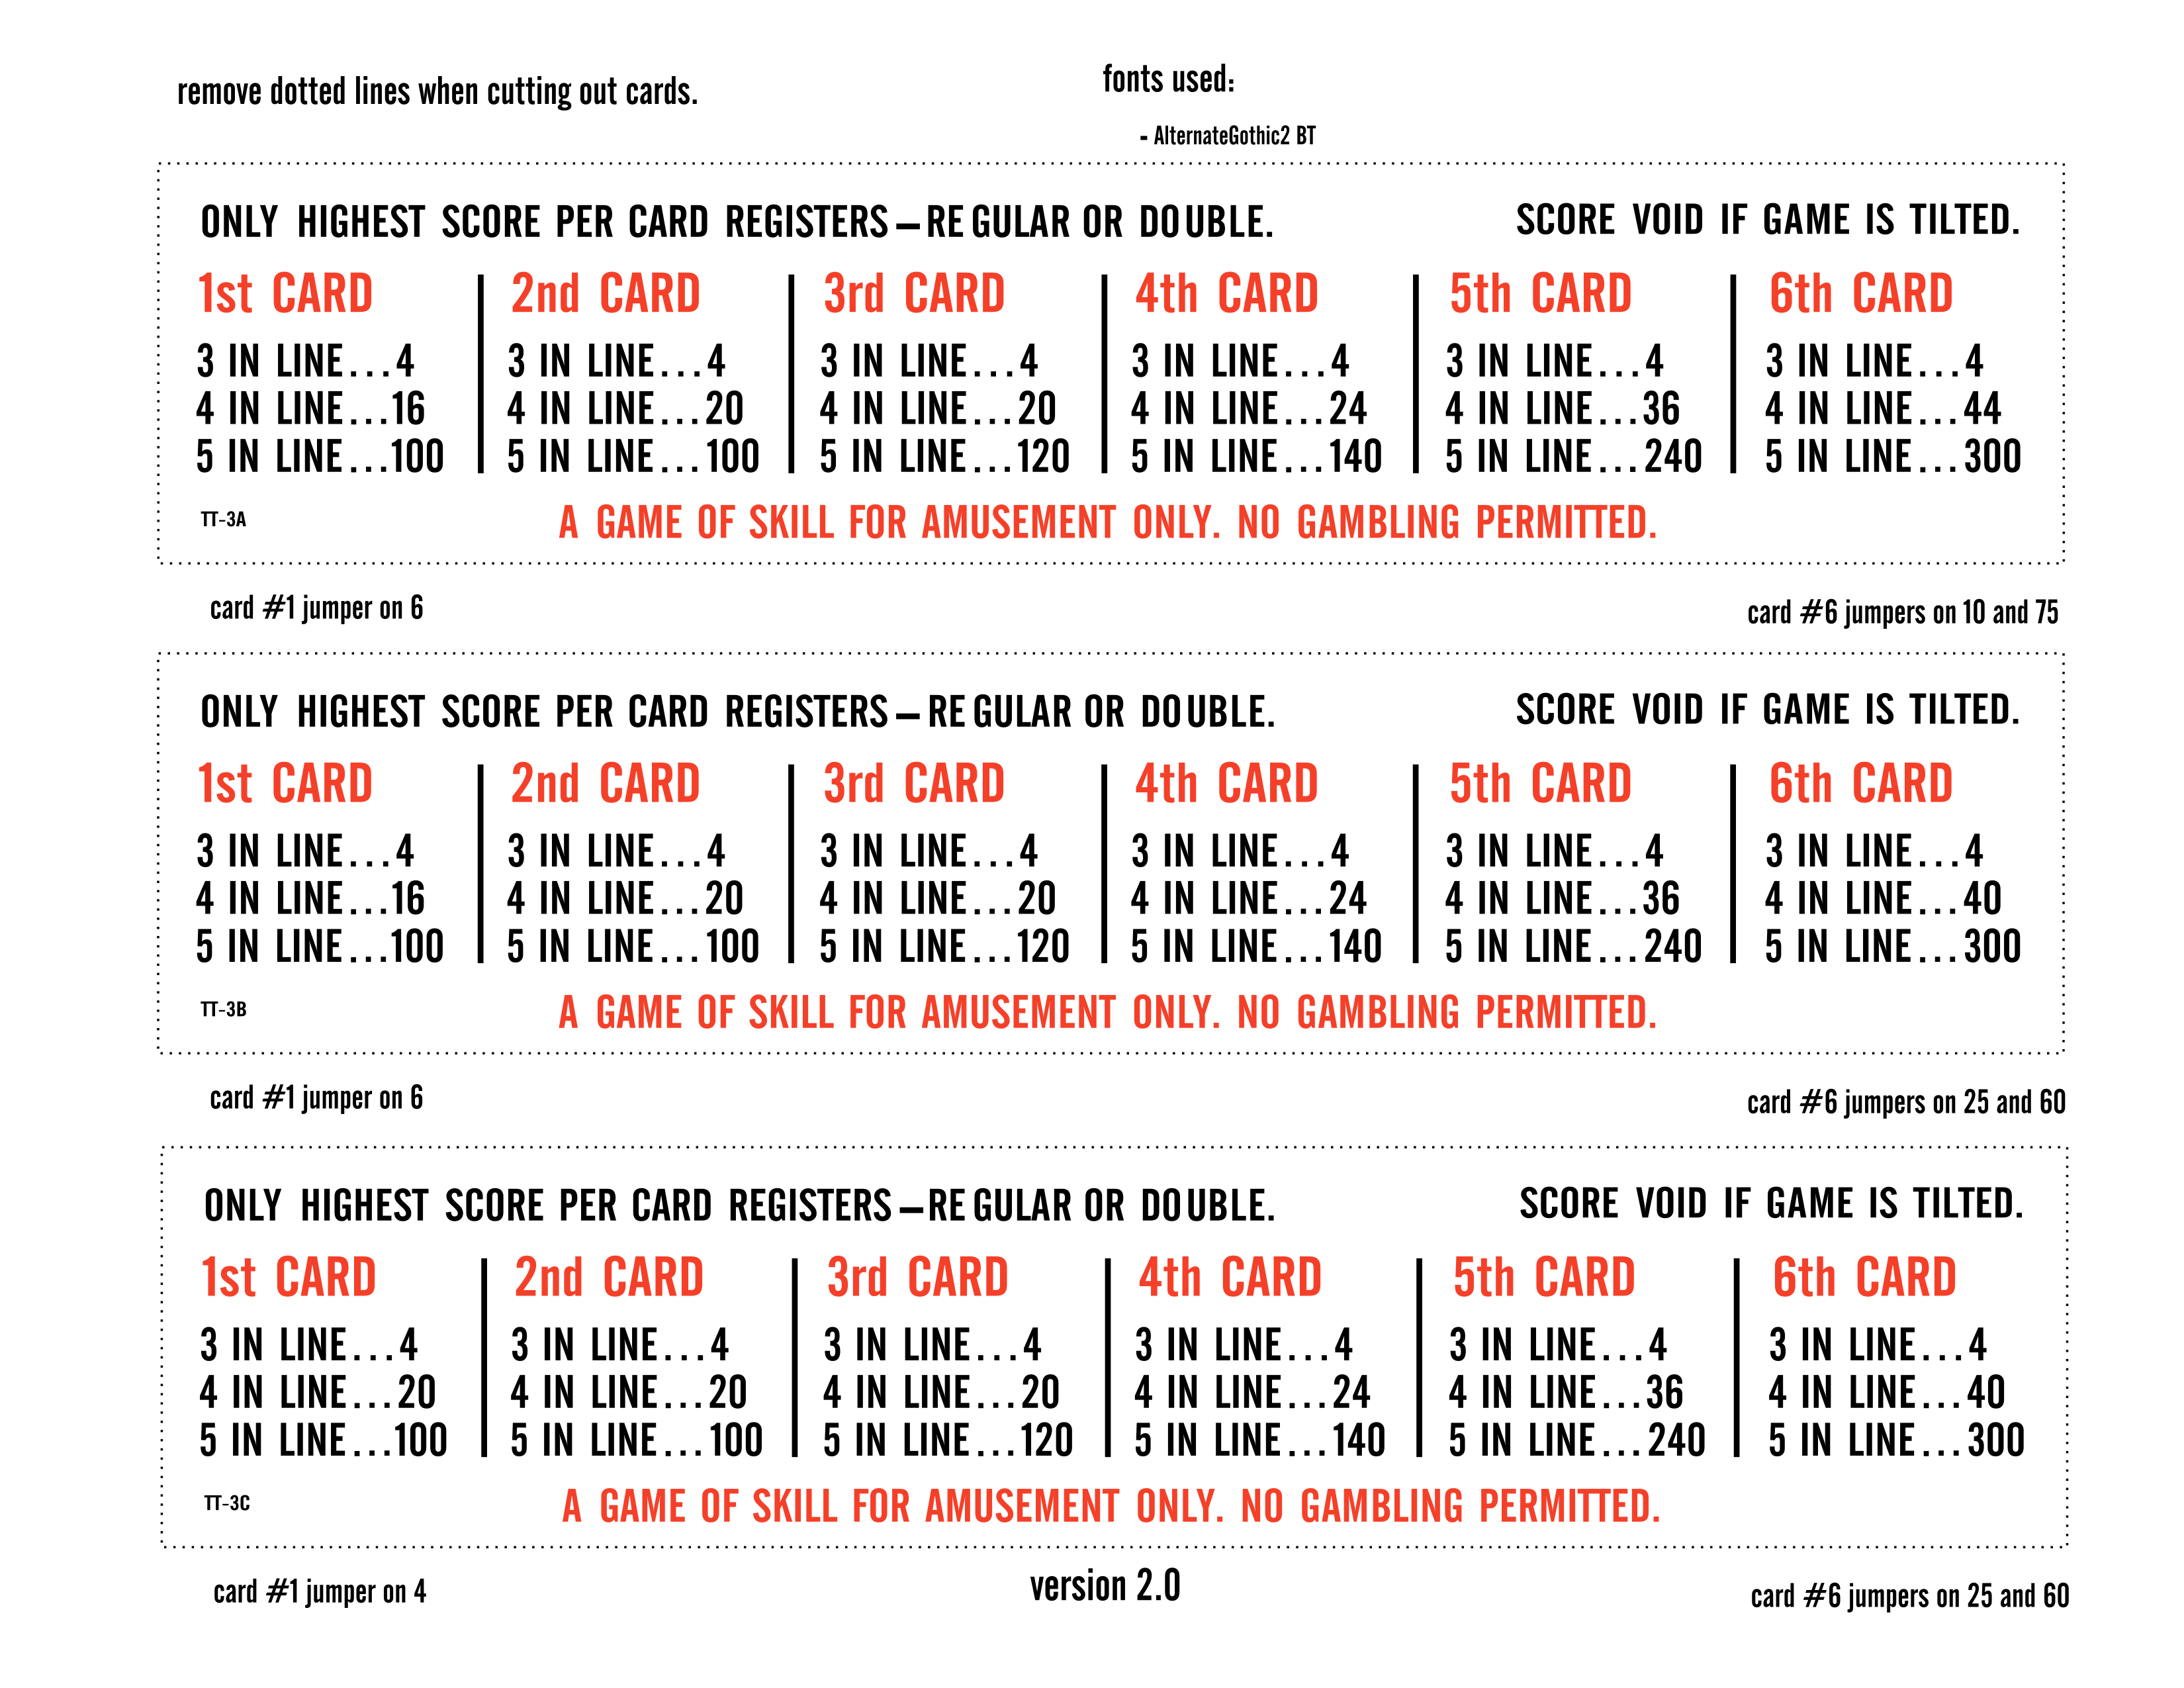 remove dotted lines when cutting out cards.
fonts used:
- AlternateGothic2 BT
ONLY HIGHEST SCORE PER CARD REGISTERS – REGULAR OR DOUBLE. SCORE VOID IF GAME IS TILTED.
1st CARD 2nd CARD 3rd CARD 4th CARD 5th CARD 6th CARD
3 IN LINE...4 3 IN LINE...4 3 IN LINE...4 3 IN LINE...4 3 IN LINE...4 3 IN LINE...4
4 IN LINE...16 4 IN LINE...20 4 IN LINE...20 4 IN LINE...24 4 IN LINE...36 4 IN LINE...44
5 IN LINE...100 5 IN LINE...100 5 IN LINE...120 5 IN LINE...140 5 IN LINE...240 5 IN LINE...300
TT-3A A GAME OF SKILL FOR AMUSEMENT ONLY. NO GAMBLING PERMITTED.
card #1 jumper on 6 card #6 jumpers on 10 and 75
ONLY HIGHEST SCORE PER CARD REGISTERS – REGULAR OR DOUBLE. SCORE VOID IF GAME IS TILTED.
1st CARD 2nd CARD 3rd CARD 4th CARD 5th CARD 6th CARD
3 IN LINE...4 3 IN LINE...4 3 IN LINE...4 3 IN LINE...4 3 IN LINE...4 3 IN LINE...4
4 IN LINE...16 4 IN LINE...20 4 IN LINE...20 4 IN LINE...24 4 IN LINE...36 4 IN LINE...40
5 IN LINE...100 5 IN LINE...100 5 IN LINE...120 5 IN LINE...140 5 IN LINE...240 5 IN LINE...300
TT-3B A GAME OF SKILL FOR AMUSEMENT ONLY. NO GAMBLING PERMITTED.
card #1 jumper on 6 card #6 jumpers on 25 and 60
ONLY HIGHEST SCORE PER CARD REGISTERS – REGULAR OR DOUBLE. SCORE VOID IF GAME IS TILTED.
1st CARD 2nd CARD 3rd CARD 4th CARD 5th CARD 6th CARD
3 IN LINE...4 3 IN LINE...4 3 IN LINE...4 3 IN LINE...4 3 IN LINE...4 3 IN LINE...4
4 IN LINE...20 4 IN LINE...20 4 IN LINE...20 4 IN LINE...24 4 IN LINE...36 4 IN LINE...40
5 IN LINE...100 5 IN LINE...100 5 IN LINE...120 5 IN LINE...140 5 IN LINE...240 5 IN LINE...300
TT-3C A GAME OF SKILL FOR AMUSEMENT ONLY. NO GAMBLING PERMITTED.
card #1 jumper on 4 version 2.0 card #6 jumpers on 25 and 60